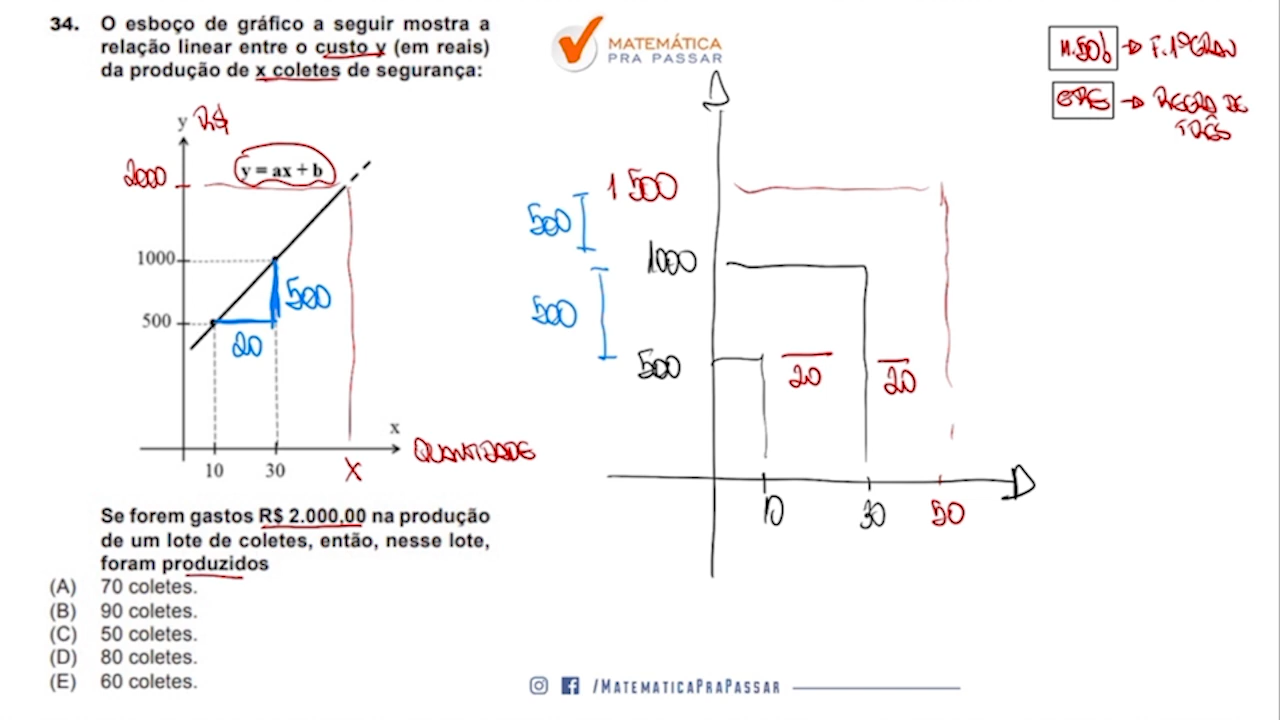 34. O esboço de gráfico a seguir mostra a
relação linear entre o custo y (em reais)
da produção de x coletes de segurança:
y R$
2000
y = ax + b
1000
500
500
20
x
QUANTIDADE
10 30 X
Se forem gastos R$ 2.000,00 na produção
de um lote de coletes, então, nesse lote,
foram produzidos
(A) 70 coletes.
(B) 90 coletes.
(C) 50 coletes.
(D) 80 coletes.
(E) 60 coletes.
MATEMÁTICA
PRA PASSAR
1 500
500
1000
500
500
20 20
10 30 50
F. 1º GRAU
REGRA DE
TRÊS
/MATEMATICAPRAPASSAR